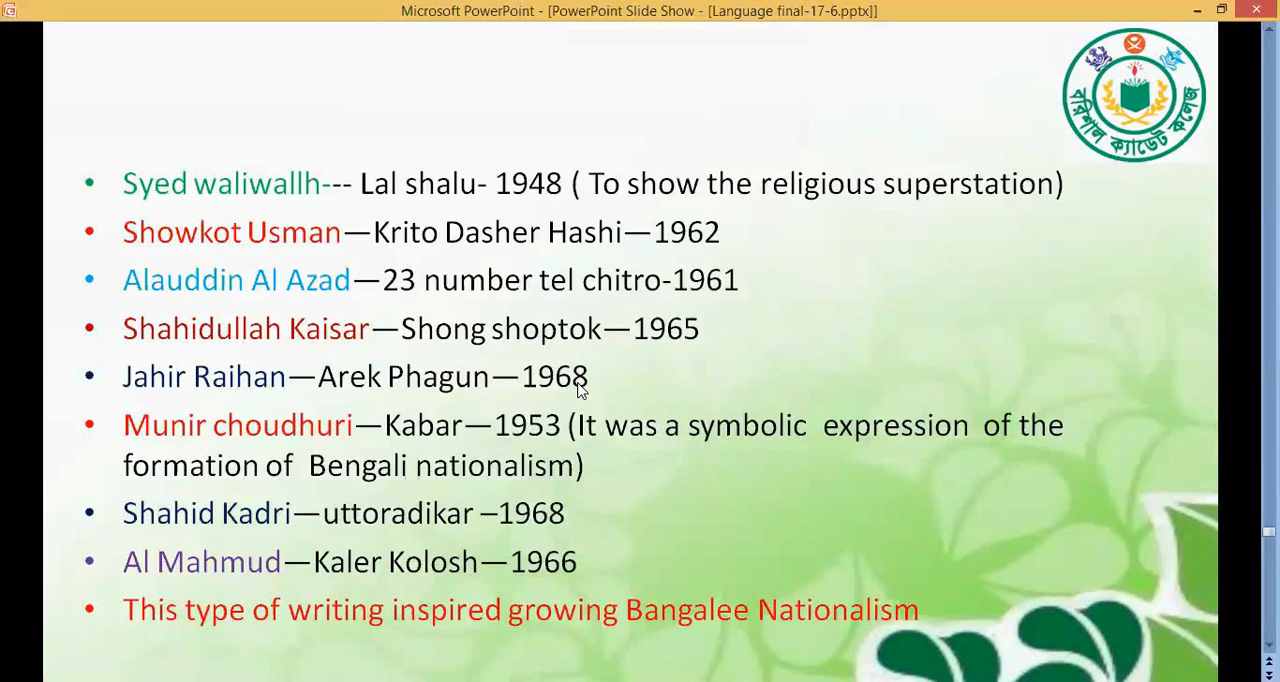 Microsoft PowerPoint - [PowerPoint Slide Show - [Language final-17-6.pptx]]
বরিশাল ক্যাডেট কলেজ
• Syed waliwallh--- Lal shalu- 1948 ( To show the religious superstation)
• Showkot Usman—Krito Dasher Hashi—1962
• Alauddin Al Azad—23 number tel chitro-1961
• Shahidullah Kaisar—Shong shoptok—1965
• Jahir Raihan—Arek Phagun—1968
• Munir choudhuri—Kabar—1953 (It was a symbolic expression of the
formation of Bengali nationalism)
• Shahid Kadri—uttoradikar –1968
• Al Mahmud—Kaler Kolosh—1966
• This type of writing inspired growing Bangalee Nationalism